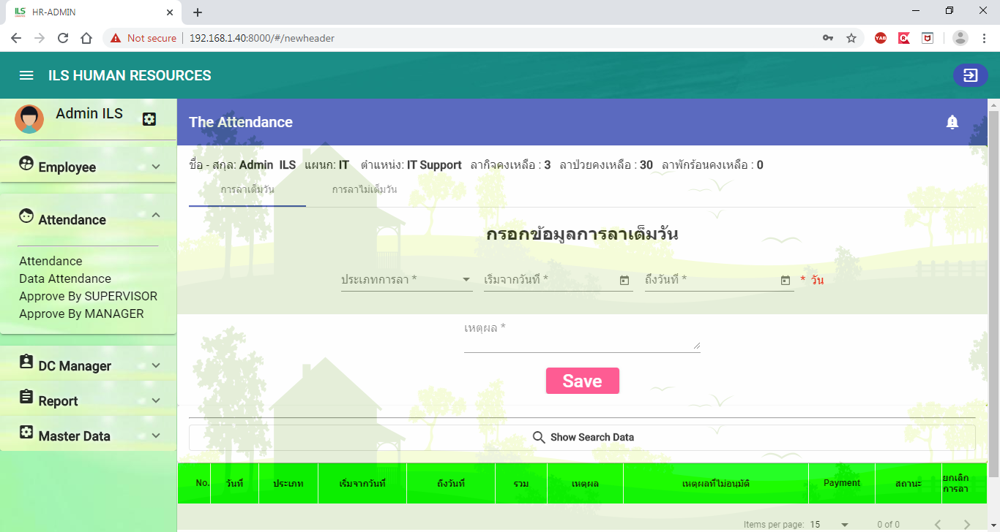 ILS HR-ADMIN
Not secure 192.168.1.40:8000/#/newheader YAB
ILS HUMAN RESOURCES
Admin ILS
Employee
Attendance
Attendance
Data Attendance
Approve By SUPERVISOR
Approve By MANAGER
DC Manager
Report
Master Data
The Attendance
ชื่อ - สกุล: Admin ILS แผนก: IT ตำแหน่ง: IT Support ลากิจคงเหลือ : 3 ลาป่วยคงเหลือ : 30 ลาพักร้อนคงเหลือ : 0
การลาเต็มวัน การลาไม่เต็มวัน
กรอกข้อมูลการลาเต็มวัน
ประเภทการลา * เริ่มจากวันที่ * ถึงวันที่ * * วัน
เหตุผล *
Save
Show Search Data
No. วันที่ ประเภท เริ่มจากวันที่ ถึงวันที่ รวม เหตุผล เหตุผลที่ไม่อนุมัติ Payment สถานะ ยกเลิก
การลา
Items per page: 15 0 of 0